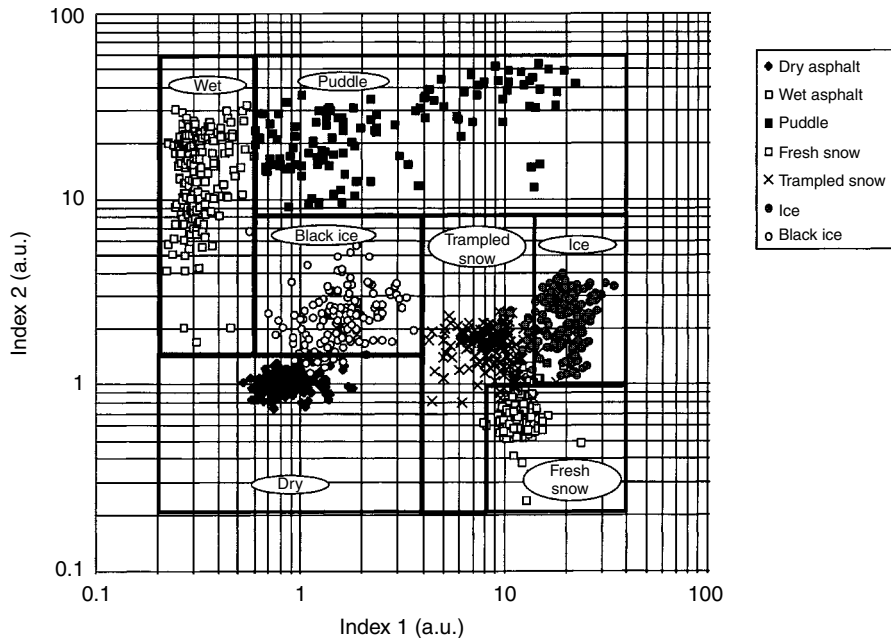 100
10
1
0.1
Index 2 (a.u.)
Wet
Puddle
Black ice
Trampled
snow
Ice
Dry
Fresh
snow
0.1
1
10
100
Index 1 (a.u.)
Dry asphalt
Wet asphalt
Puddle
Fresh snow
Trampled snow
Ice
Black ice